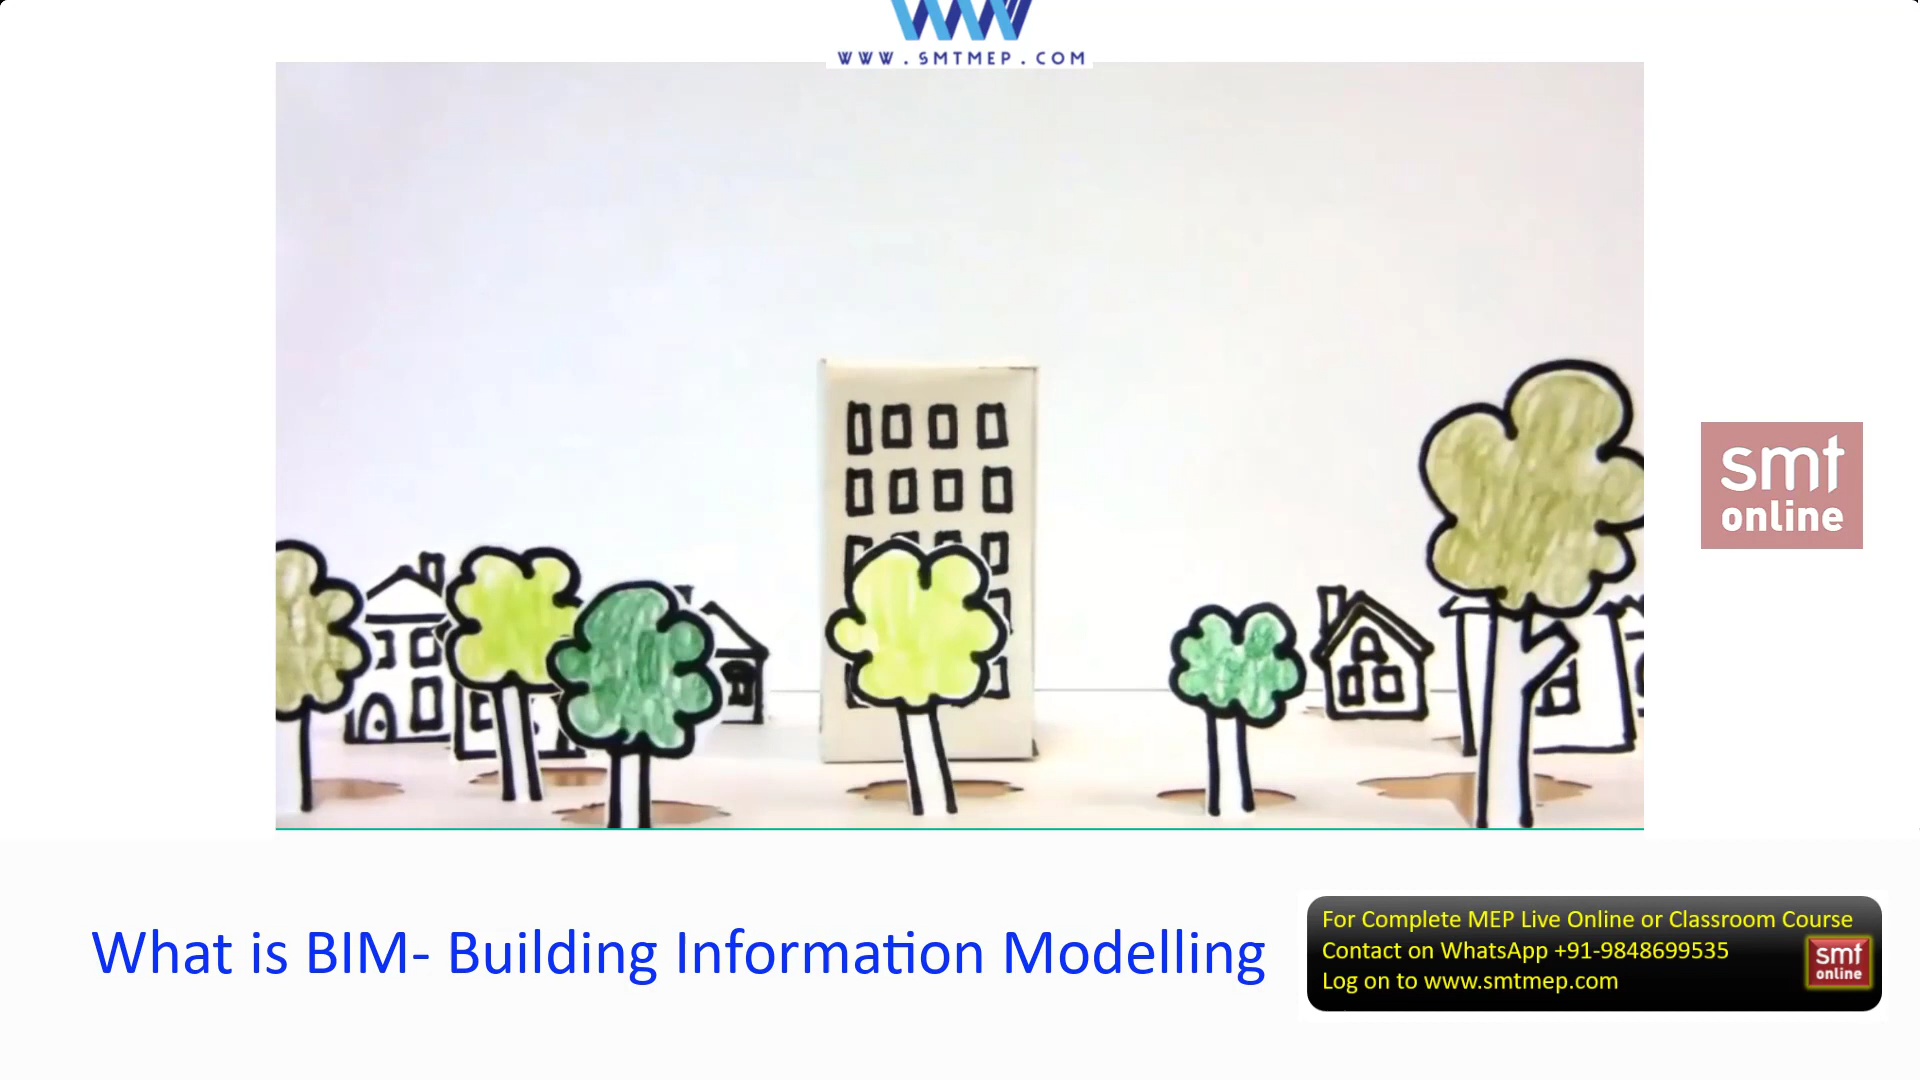 WWW.SMTMEP.COM
smt
online
What is BIM- Building Information Modelling
For Complete MEP Live Online or Classroom Course
Contact on WhatsApp +91-9848699535
Log on to www.smtmep.com
smt
online